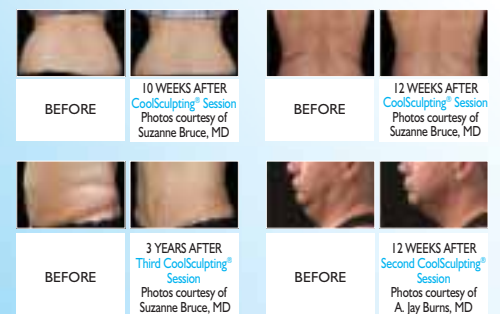 BEFORE
10 WEEKS AFTER
CoolSculpting® Session
Photos courtesy of
Suzanne Bruce, MD
BEFORE
12 WEEKS AFTER
CoolSculpting® Session
Photos courtesy of
Suzanne Bruce, MD
BEFORE
3 YEARS AFTER
Third CoolSculpting®
Session
Photos courtesy of
Suzanne Bruce, MD
BEFORE
12 WEEKS AFTER
Second CoolSculpting®
Session
Photos courtesy of
A. Jay Burns, MD